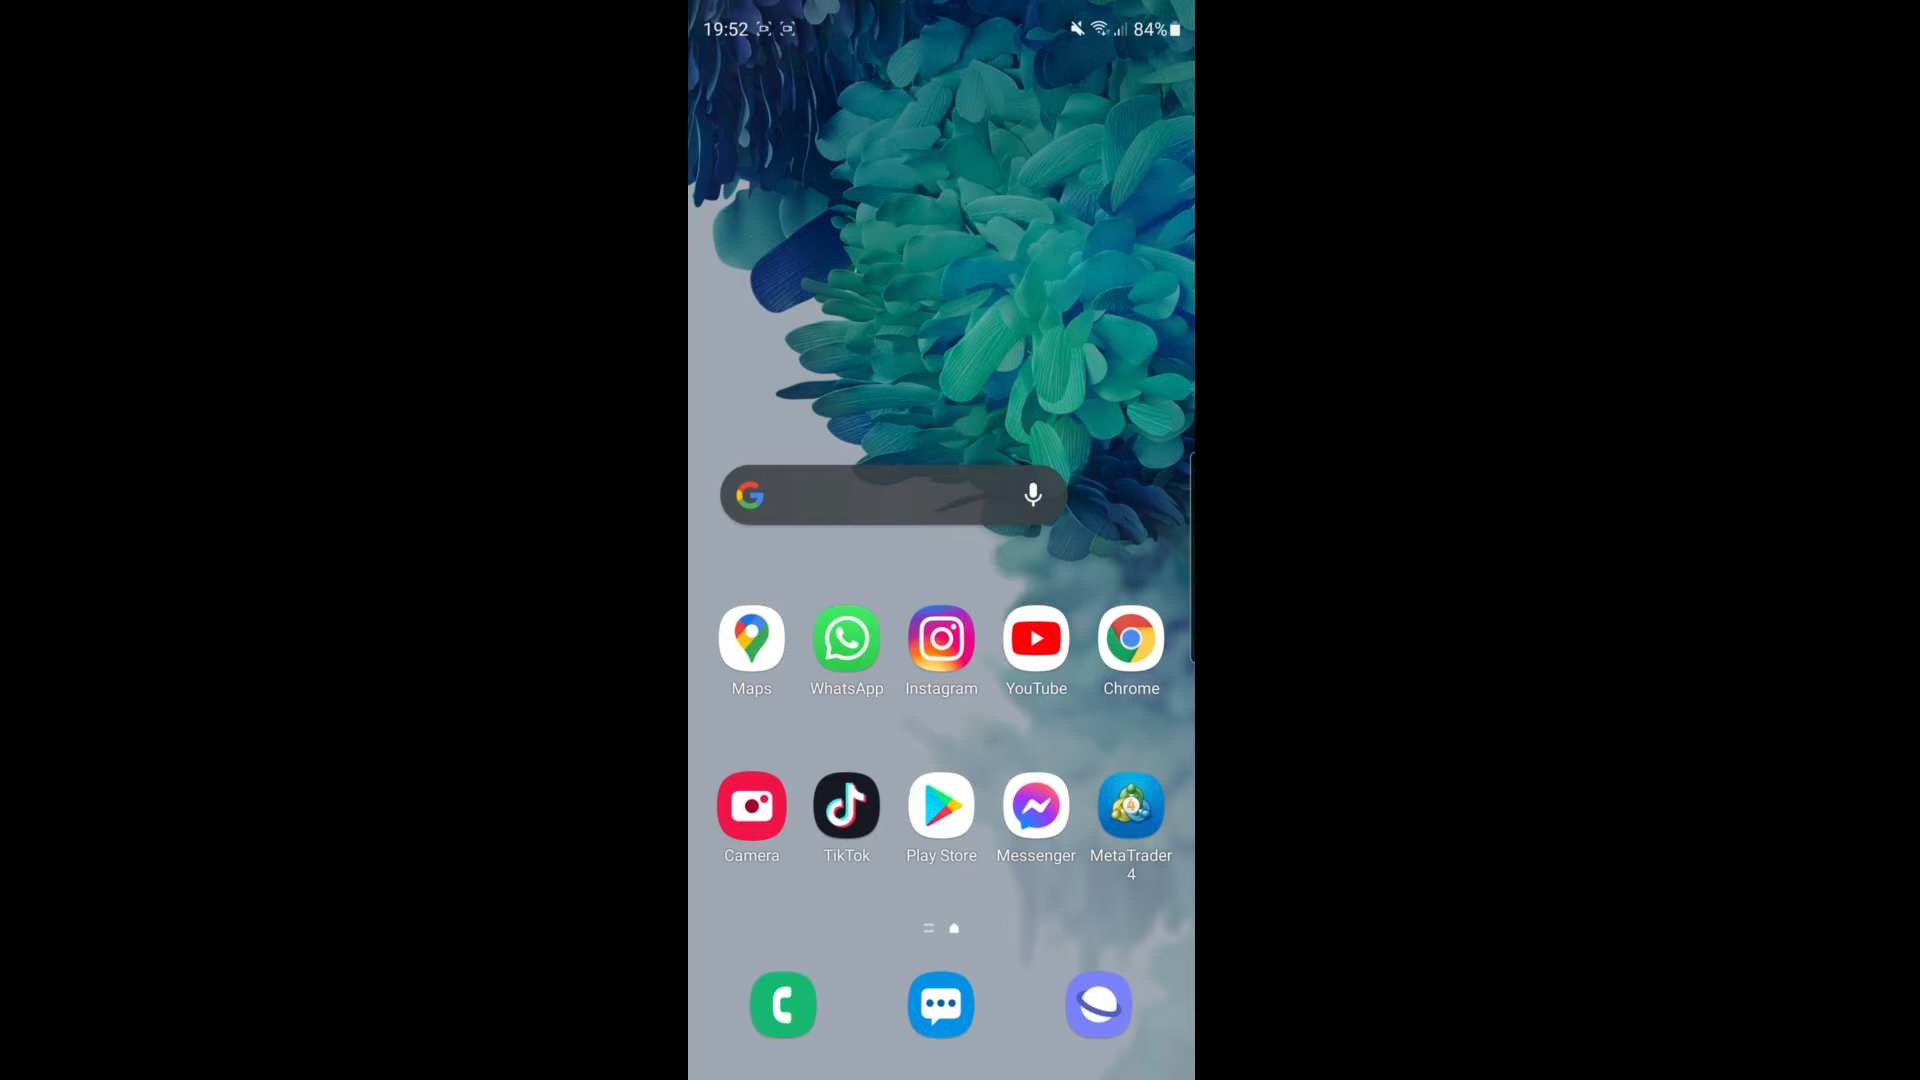 19:52 84%
Maps WhatsApp Instagram YouTube Chrome
Camera TikTok Play Store Messenger MetaTrader
4